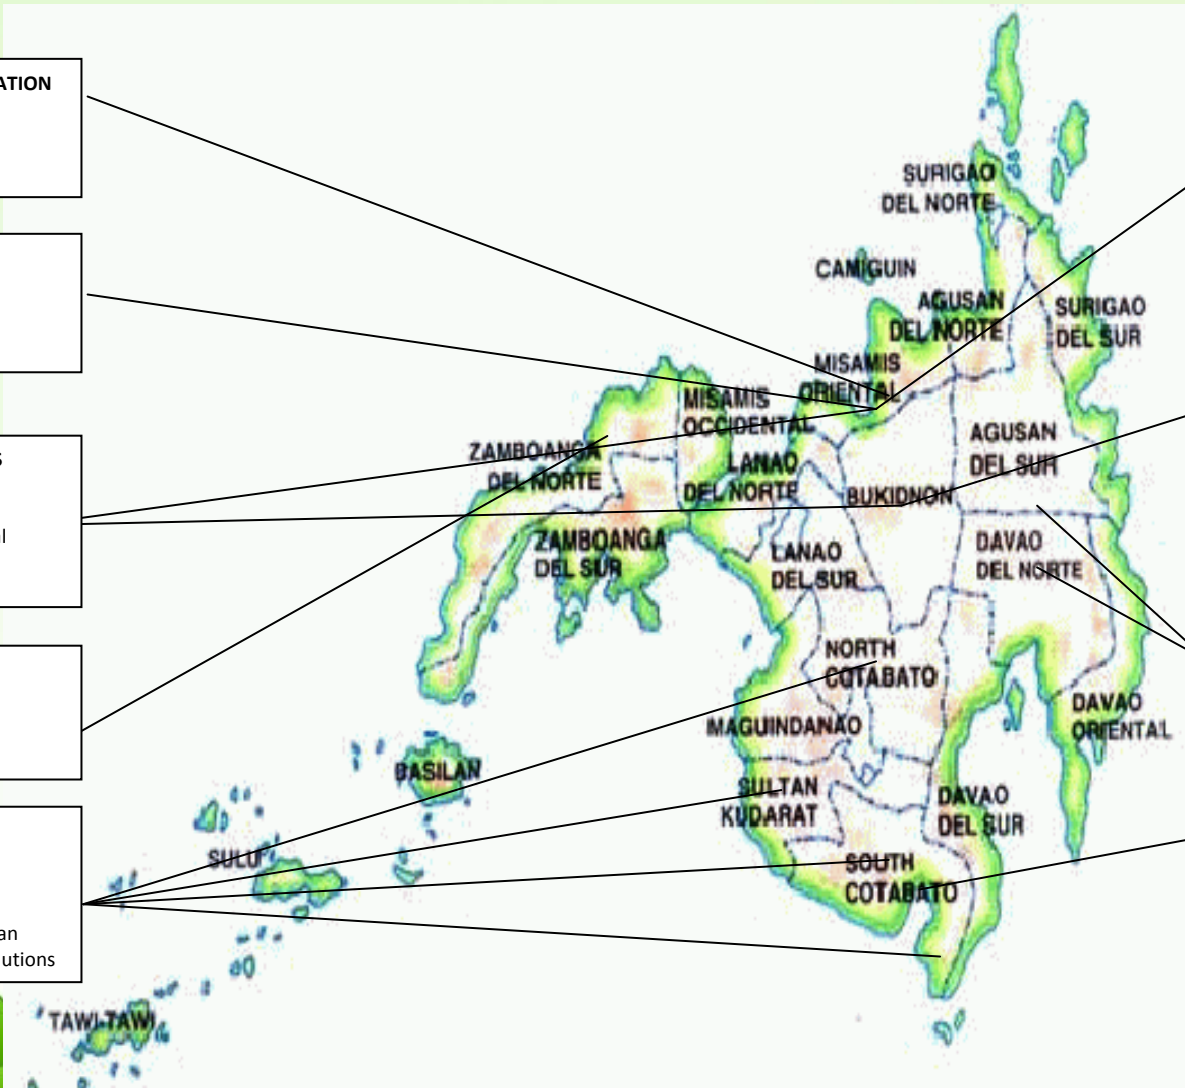 ATION
S
al
an
utions
SURIGAO
DEL NORTE
CAMIGUIN
AGUSAN
DEL NORTE
SURIGAO
DEL SUR
MISAMIS
ORIENTAL
MISAMIS
OCCIDENTAL
ZAMBOANGA
DEL NORTE
LANAO
DEL NORTE
AGUSAN
DEL SUR
BUKIDNON
ZAMBOANGA
DEL SUR
LANAO
DEL SUR
DAVAO
DEL NORTE
NORTH
COTABATO
MAGUINDANAO
DAVAO
ORIENTAL
BASILAN
SULTAN
KUDARAT
DAVAO
DEL SUR
SULU
SOUTH
COTABATO
TAWI-TAWI